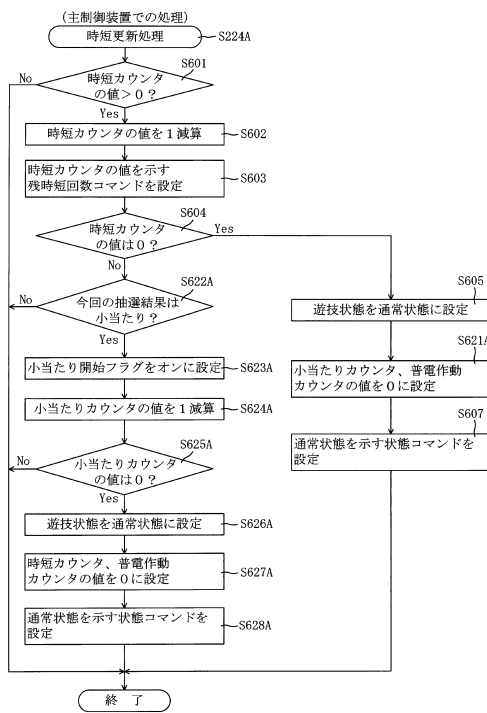 (主制御装置での処理)
時短更新処理
S224A
S601
時短カウンタ
の値>0?
No
Yes
時短カウンタの値を1減算
S602
時短カウンタの値を示す
残時短回数コマンドを設定
S603
S604
時短カウンタ
の値は0?
Yes
No
S622A
今回の抽選結果は
小当たり?
No
Yes
小当たり開始フラグをオンに設定
S623A
小当たりカウンタの値を1減算
S624A
S625A
小当たりカウンタ
の値は0?
No
Yes
遊技状態を通常状態に設定
S626A
時短カウンタ、普電作動
カウンタの値を0に設定
S627A
通常状態を示す状態コマンドを
設定
S628A
S605
遊技状態を通常状態に設定
S621A
小当たりカウンタ、普電作動
カウンタの値を0に設定
S607
通常状態を示す状態コマンドを
設定
終 了